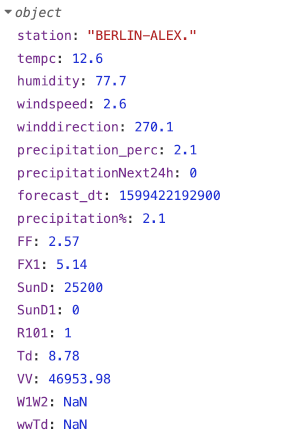 object
station: "BERLIN-ALEX."
tempc: 12.6
humidity: 77.7
windspeed: 2.6
winddirection: 270.1
precipitation_perc: 2.1
precipitationNext24h: 0
forecast_dt: 1599422192900
precipitation%: 2.1
FF: 2.57
FX1: 5.14
SunD: 25200
SunD1: 0
R101: 1
Td: 8.78
VV: 46953.98
W1W2: NaN
wwTd: NaN